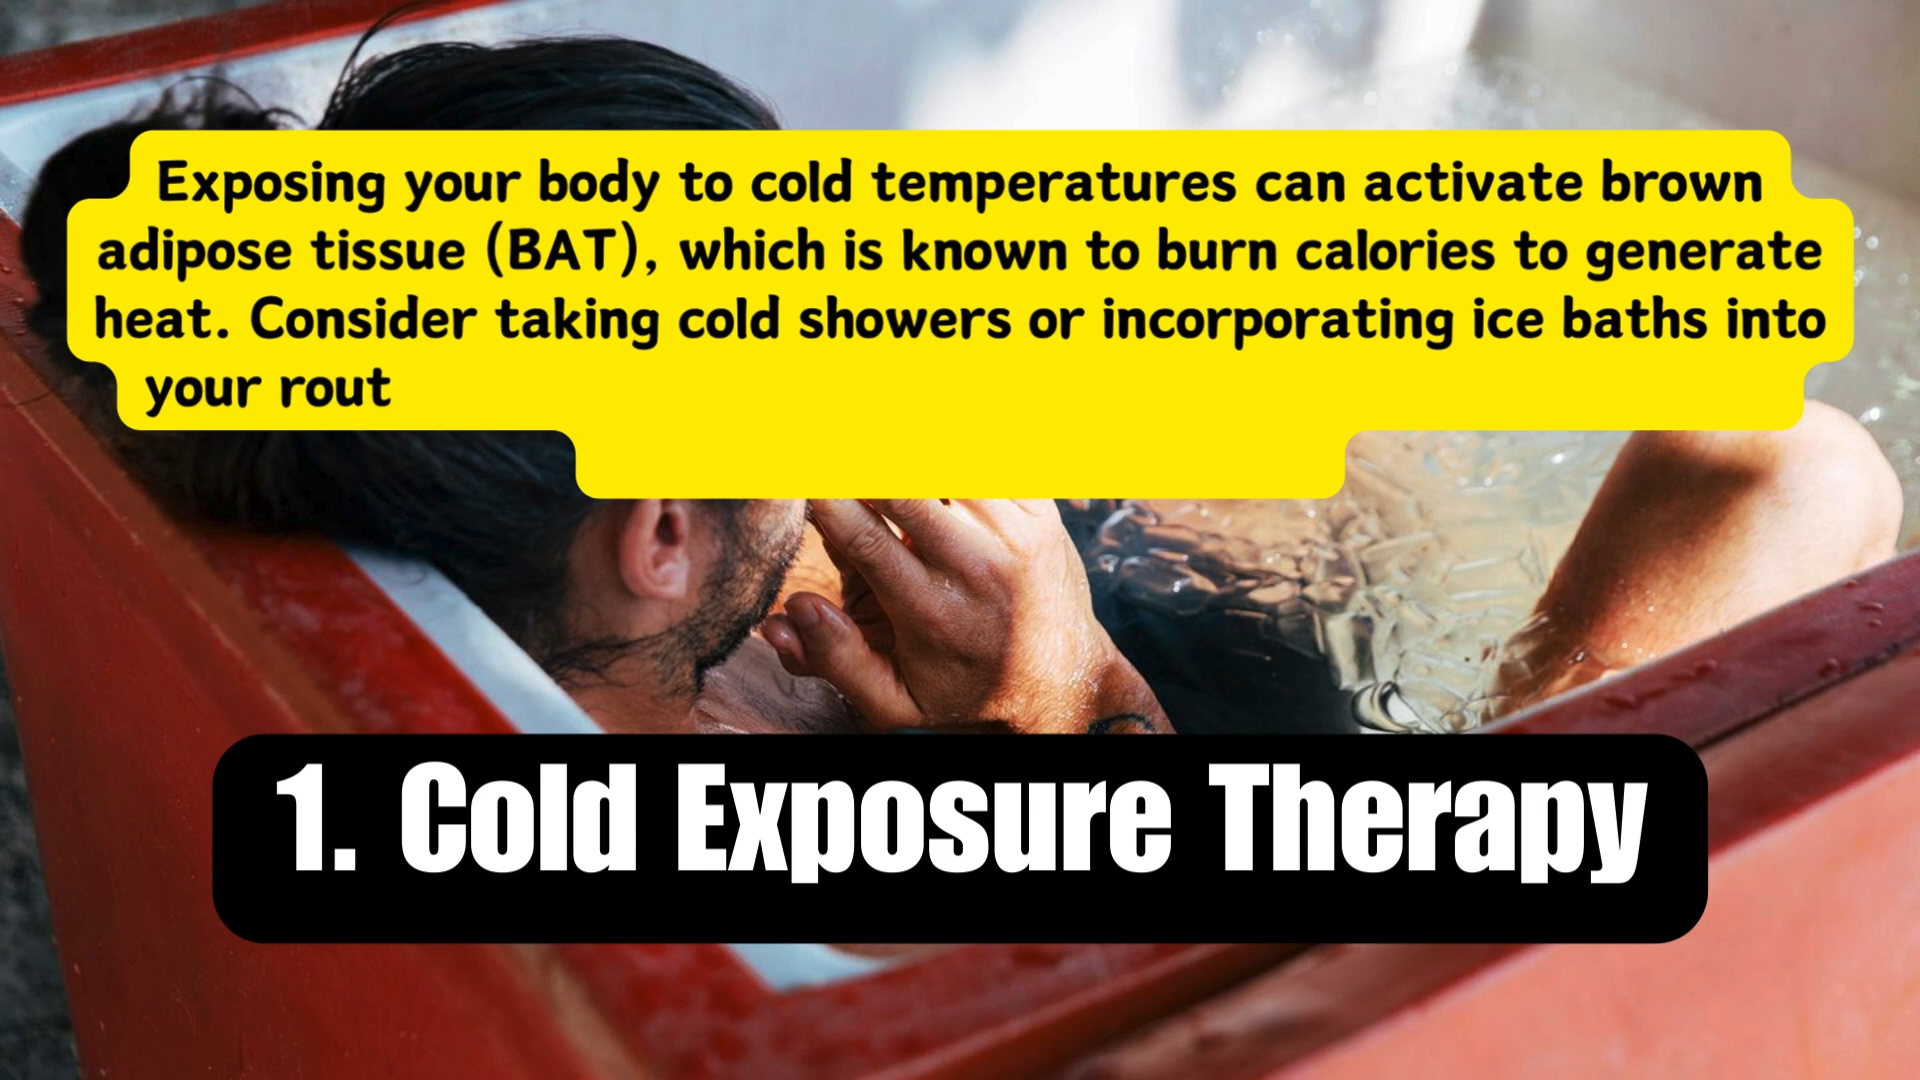 Exposing your body to cold temperatures can activate brown
adipose tissue (BAT), which is known to burn calories to generate
heat. Consider taking cold showers or incorporating ice baths into
your rout
1. Cold Exposure Therapy